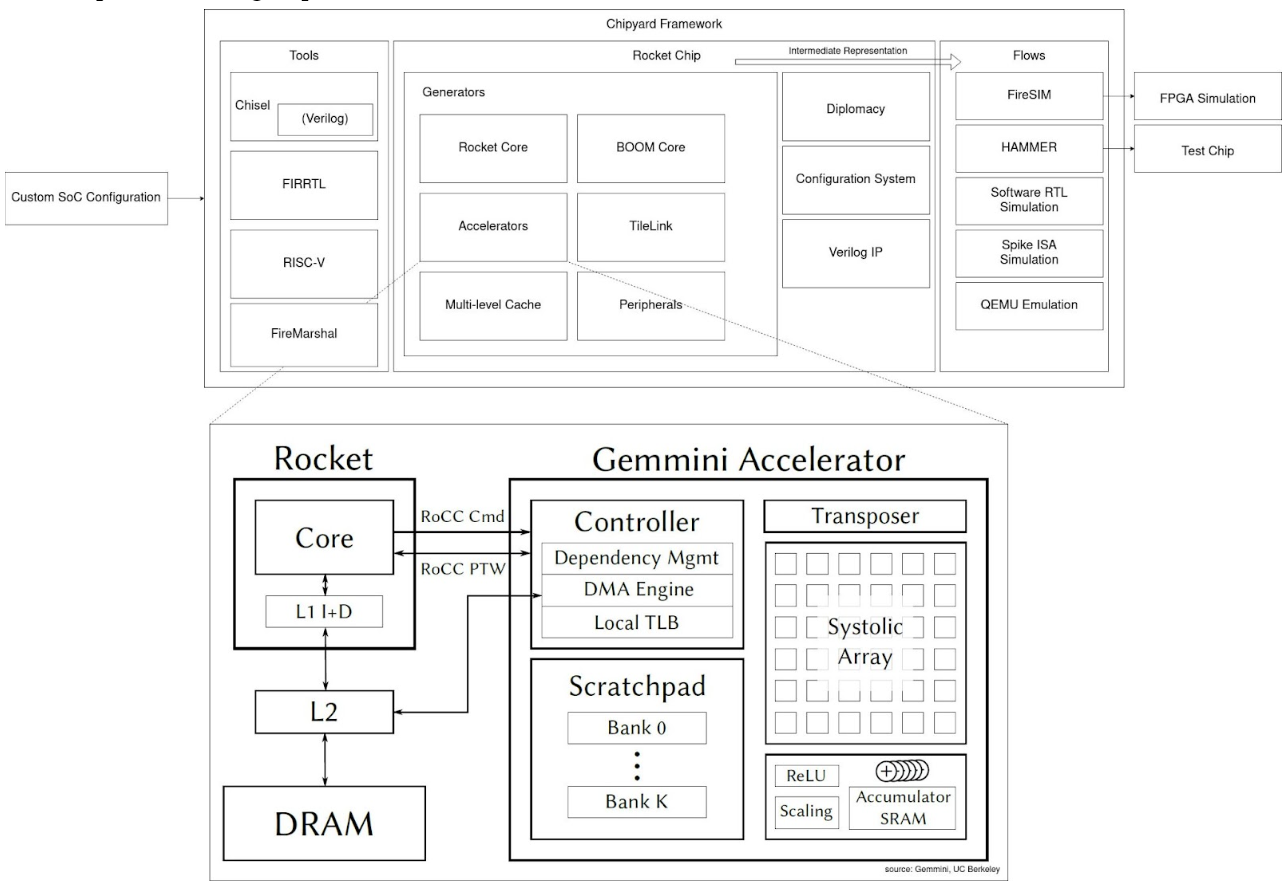 Chipyard Framework
Tools
Rocket Chip
Intermediate Representation
Flows
Custom SoC Configuration
Chisel
(Verilog)
FIRRTL
RISC-V
FireMarshal
Generators
Rocket Core
BOOM Core
Accelerators
TileLink
Multi-level Cache
Peripherals
Diplomacy
Configuration System
Verilog IP
FireSIM
HAMMER
Software RTL
Simulation
Spike ISA
Simulation
QEMU Emulation
FPGA Simulation
Test Chip
Rocket
Core
L1 I+D
L2
DRAM
RoCC Cmd
RoCC PTW
Gemmini Accelerator
Controller
Dependency Mgmt
DMA Engine
Local TLB
Scratchpad
Bank 0
Bank K
Transposer
Systolic
Array
ReLU
Scaling
+
Accumulator
SRAM
source: Gemmini, UC Berkeley